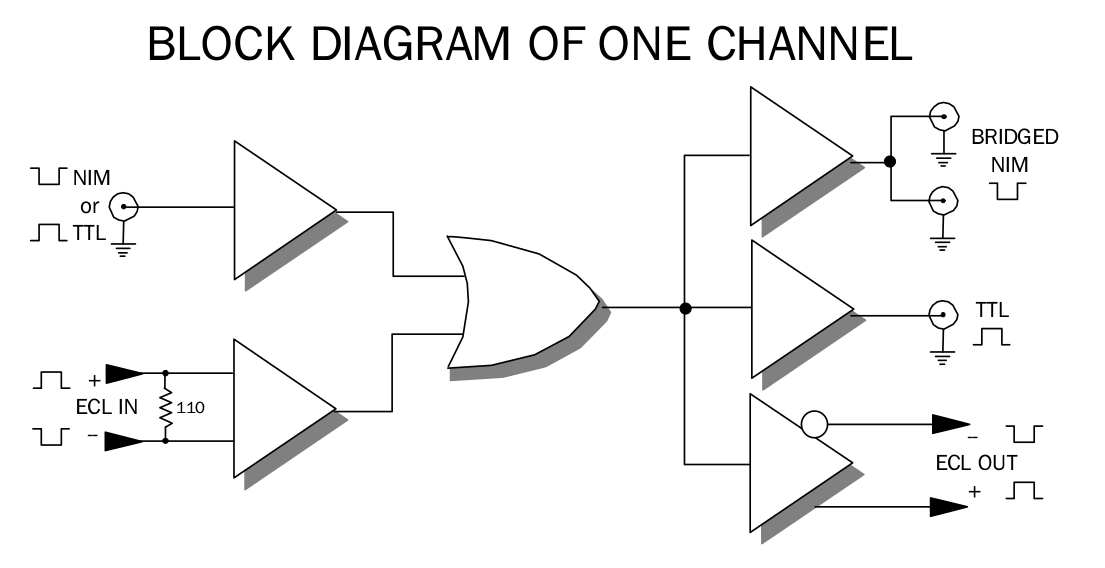 BLOCK DIAGRAM OF ONE CHANNEL
NIM
or
TTL
+
ECL IN
110
–
BRIDGED
NIM
TTL
–
ECL OUT
+